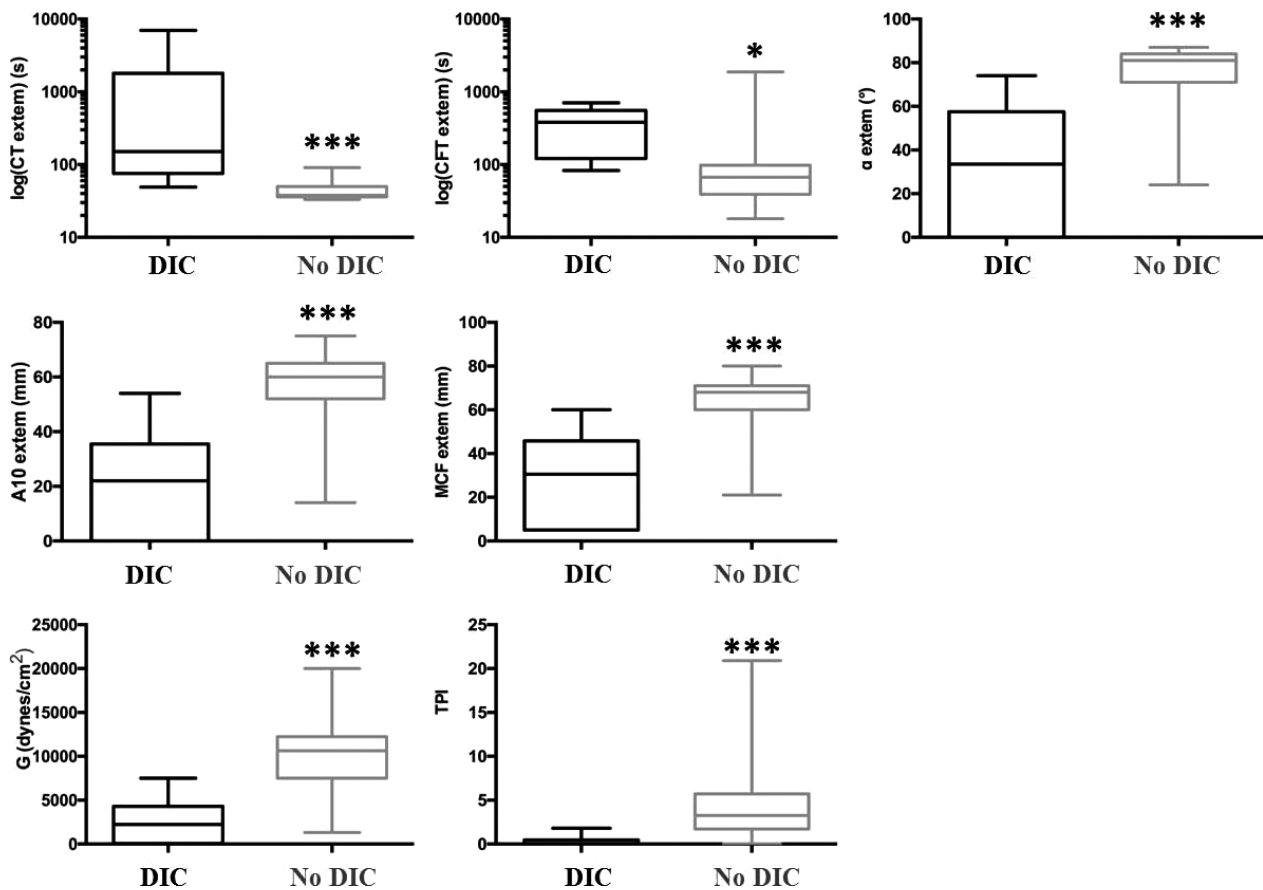 log(CT extem) (s)
10000
1000
100
10
***
DIC
No DIC
log(CFT extem) (s)
10000
1000
100
10
*
DIC
No DIC
α extem (°)
100
80
60
40
20
0
***
DIC
No DIC
A10 extem (mm)
80
60
40
20
0
***
DIC
No DIC
MCF extem (mm)
100
80
60
40
20
0
***
DIC
No DIC
G (dynes/cm²)
25000
20000
15000
10000
5000
0
***
DIC
No DIC
TPI
25
20
15
10
5
0
***
DIC
No DIC